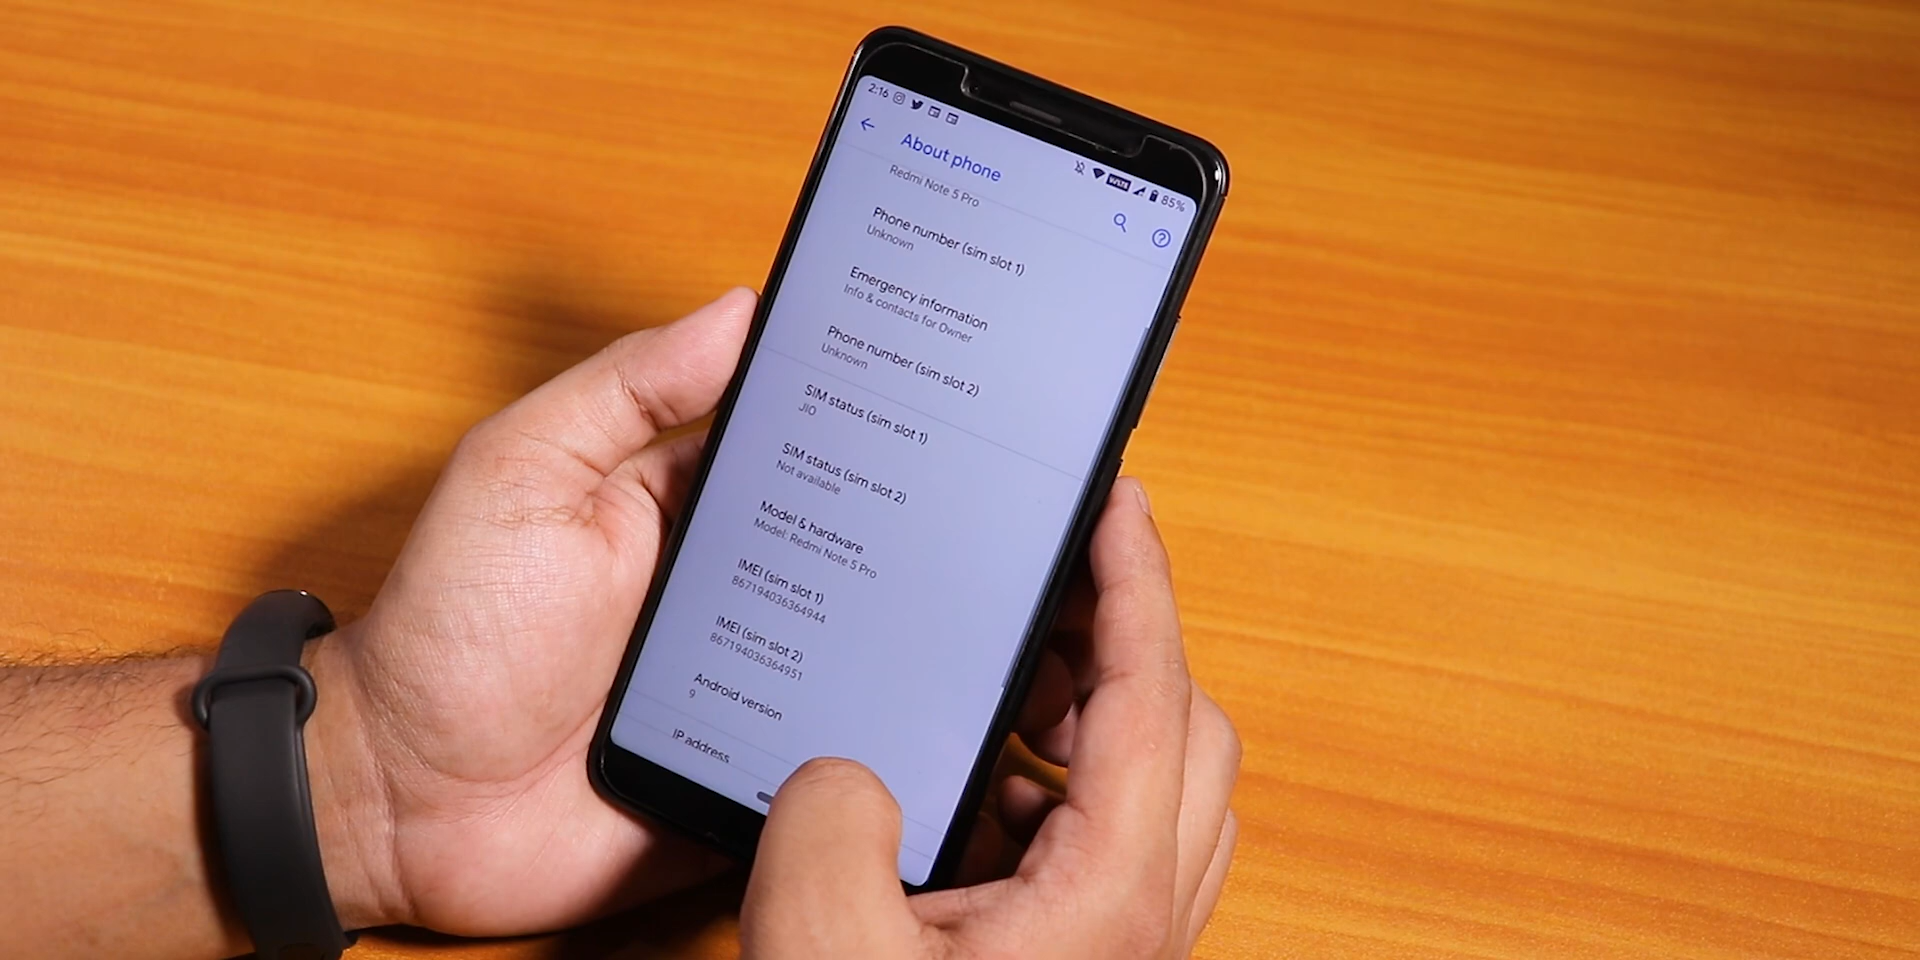 2:16
VoLTE 85%
About phone
Redmi Note 5 Pro
Phone number (sim slot 1)
Unknown
Emergency information
Info & contacts for Owner
Phone number (sim slot 2)
Unknown
SIM status (sim slot 1)
JIO
SIM status (sim slot 2)
Not available
Model & hardware
Model: Redmi Note 5 Pro
IMEI (sim slot 1)
867194036364944
IMEI (sim slot 2)
867194036364951
Android version
9
IP address